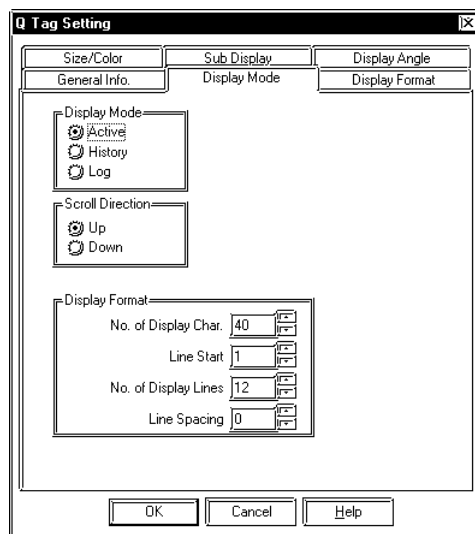 Q Tag Setting
Size/Color Sub Display Display Angle
General Info. Display Mode Display Format
Display Mode
Active
History
Log
Scroll Direction
Up
Down
Display Format
No. of Display Char. 40
Line Start 1
No. of Display Lines 12
Line Spacing 0
OK Cancel Help